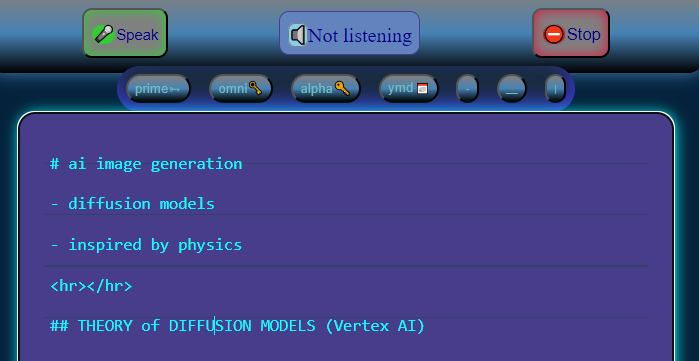 Speak
Not listening
Stop
prime
omni
alpha
ymd
-
__
|
# ai image generation
- diffusion models
- inspired by physics
<hr></hr>
## THEORY of DIFFUSION MODELS (Vertex AI)